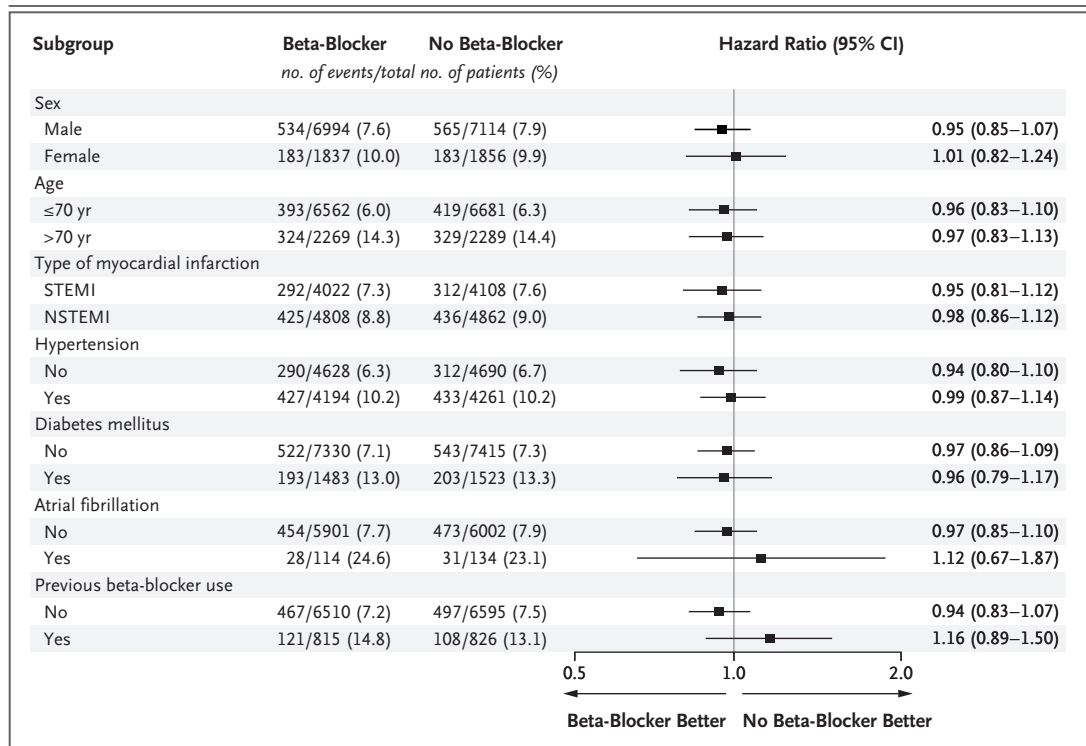 Subgroup Beta-Blocker No Beta-Blocker Hazard Ratio (95% CI)
no. of events/total no. of patients (%)
Sex
Male 534/6994 (7.6) 565/7114 (7.9) 0.95 (0.85–1.07)
Female 183/1837 (10.0) 183/1856 (9.9) 1.01 (0.82–1.24)
Age
≤70 yr 393/6562 (6.0) 419/6681 (6.3) 0.96 (0.83–1.10)
>70 yr 324/2269 (14.3) 329/2289 (14.4) 0.97 (0.83–1.13)
Type of myocardial infarction
STEMI 292/4022 (7.3) 312/4108 (7.6) 0.95 (0.81–1.12)
NSTEMI 425/4808 (8.8) 436/4862 (9.0) 0.98 (0.86–1.12)
Hypertension
No 290/4628 (6.3) 312/4690 (6.7) 0.94 (0.80–1.10)
Yes 427/4194 (10.2) 433/4261 (10.2) 0.99 (0.87–1.14)
Diabetes mellitus
No 522/7330 (7.1) 543/7415 (7.3) 0.97 (0.86–1.09)
Yes 193/1483 (13.0) 203/1523 (13.3) 0.96 (0.79–1.17)
Atrial fibrillation
No 454/5901 (7.7) 473/6002 (7.9) 0.97 (0.85–1.10)
Yes 28/114 (24.6) 31/134 (23.1) 1.12 (0.67–1.87)
Previous beta-blocker use
No 467/6510 (7.2) 497/6595 (7.5) 0.94 (0.83–1.07)
Yes 121/815 (14.8) 108/826 (13.1) 1.16 (0.89–1.50)
0.5 1.0 2.0
Beta-Blocker Better No Beta-Blocker Better